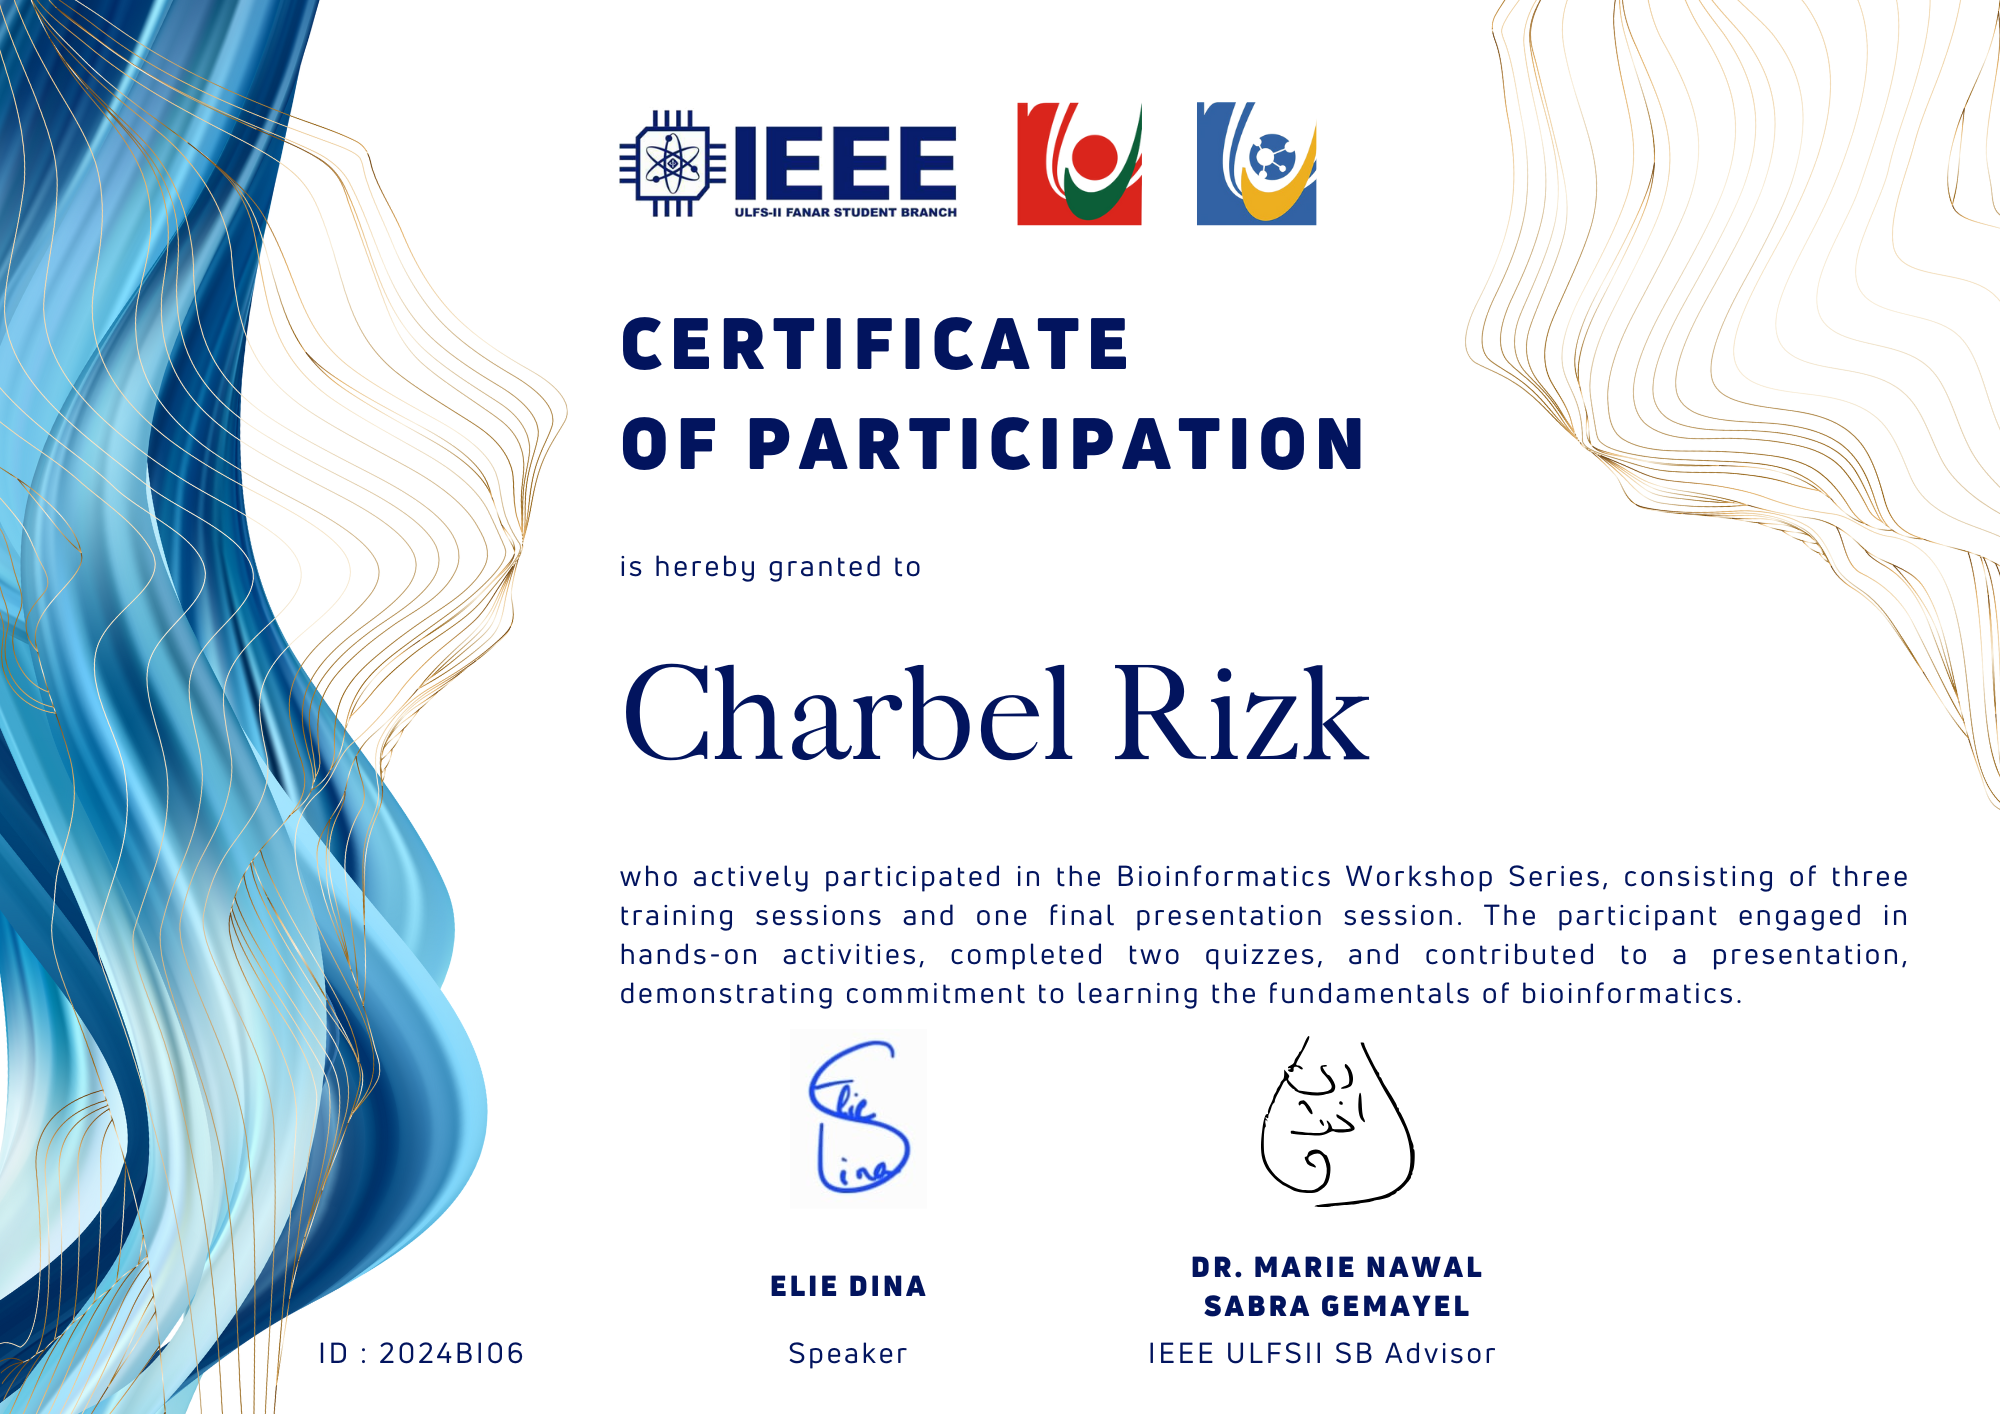 IEEE
ULFS-II FANAR STUDENT BRANCH
CERTIFICATE
OF PARTICIPATION
is hereby granted to
Charbel Rizk
who actively participated in the Bioinformatics Workshop Series, consisting of three
training sessions and one final presentation session. The participant engaged in
hands-on activities, completed two quizzes, and contributed to a presentation,
demonstrating commitment to learning the fundamentals of bioinformatics.
Elie
Dina
ELIE DINA
DR. MARIE NAWAL
SABRA GEMAYEL
ID : 2024BI06
Speaker
IEEE ULFSII SB Advisor